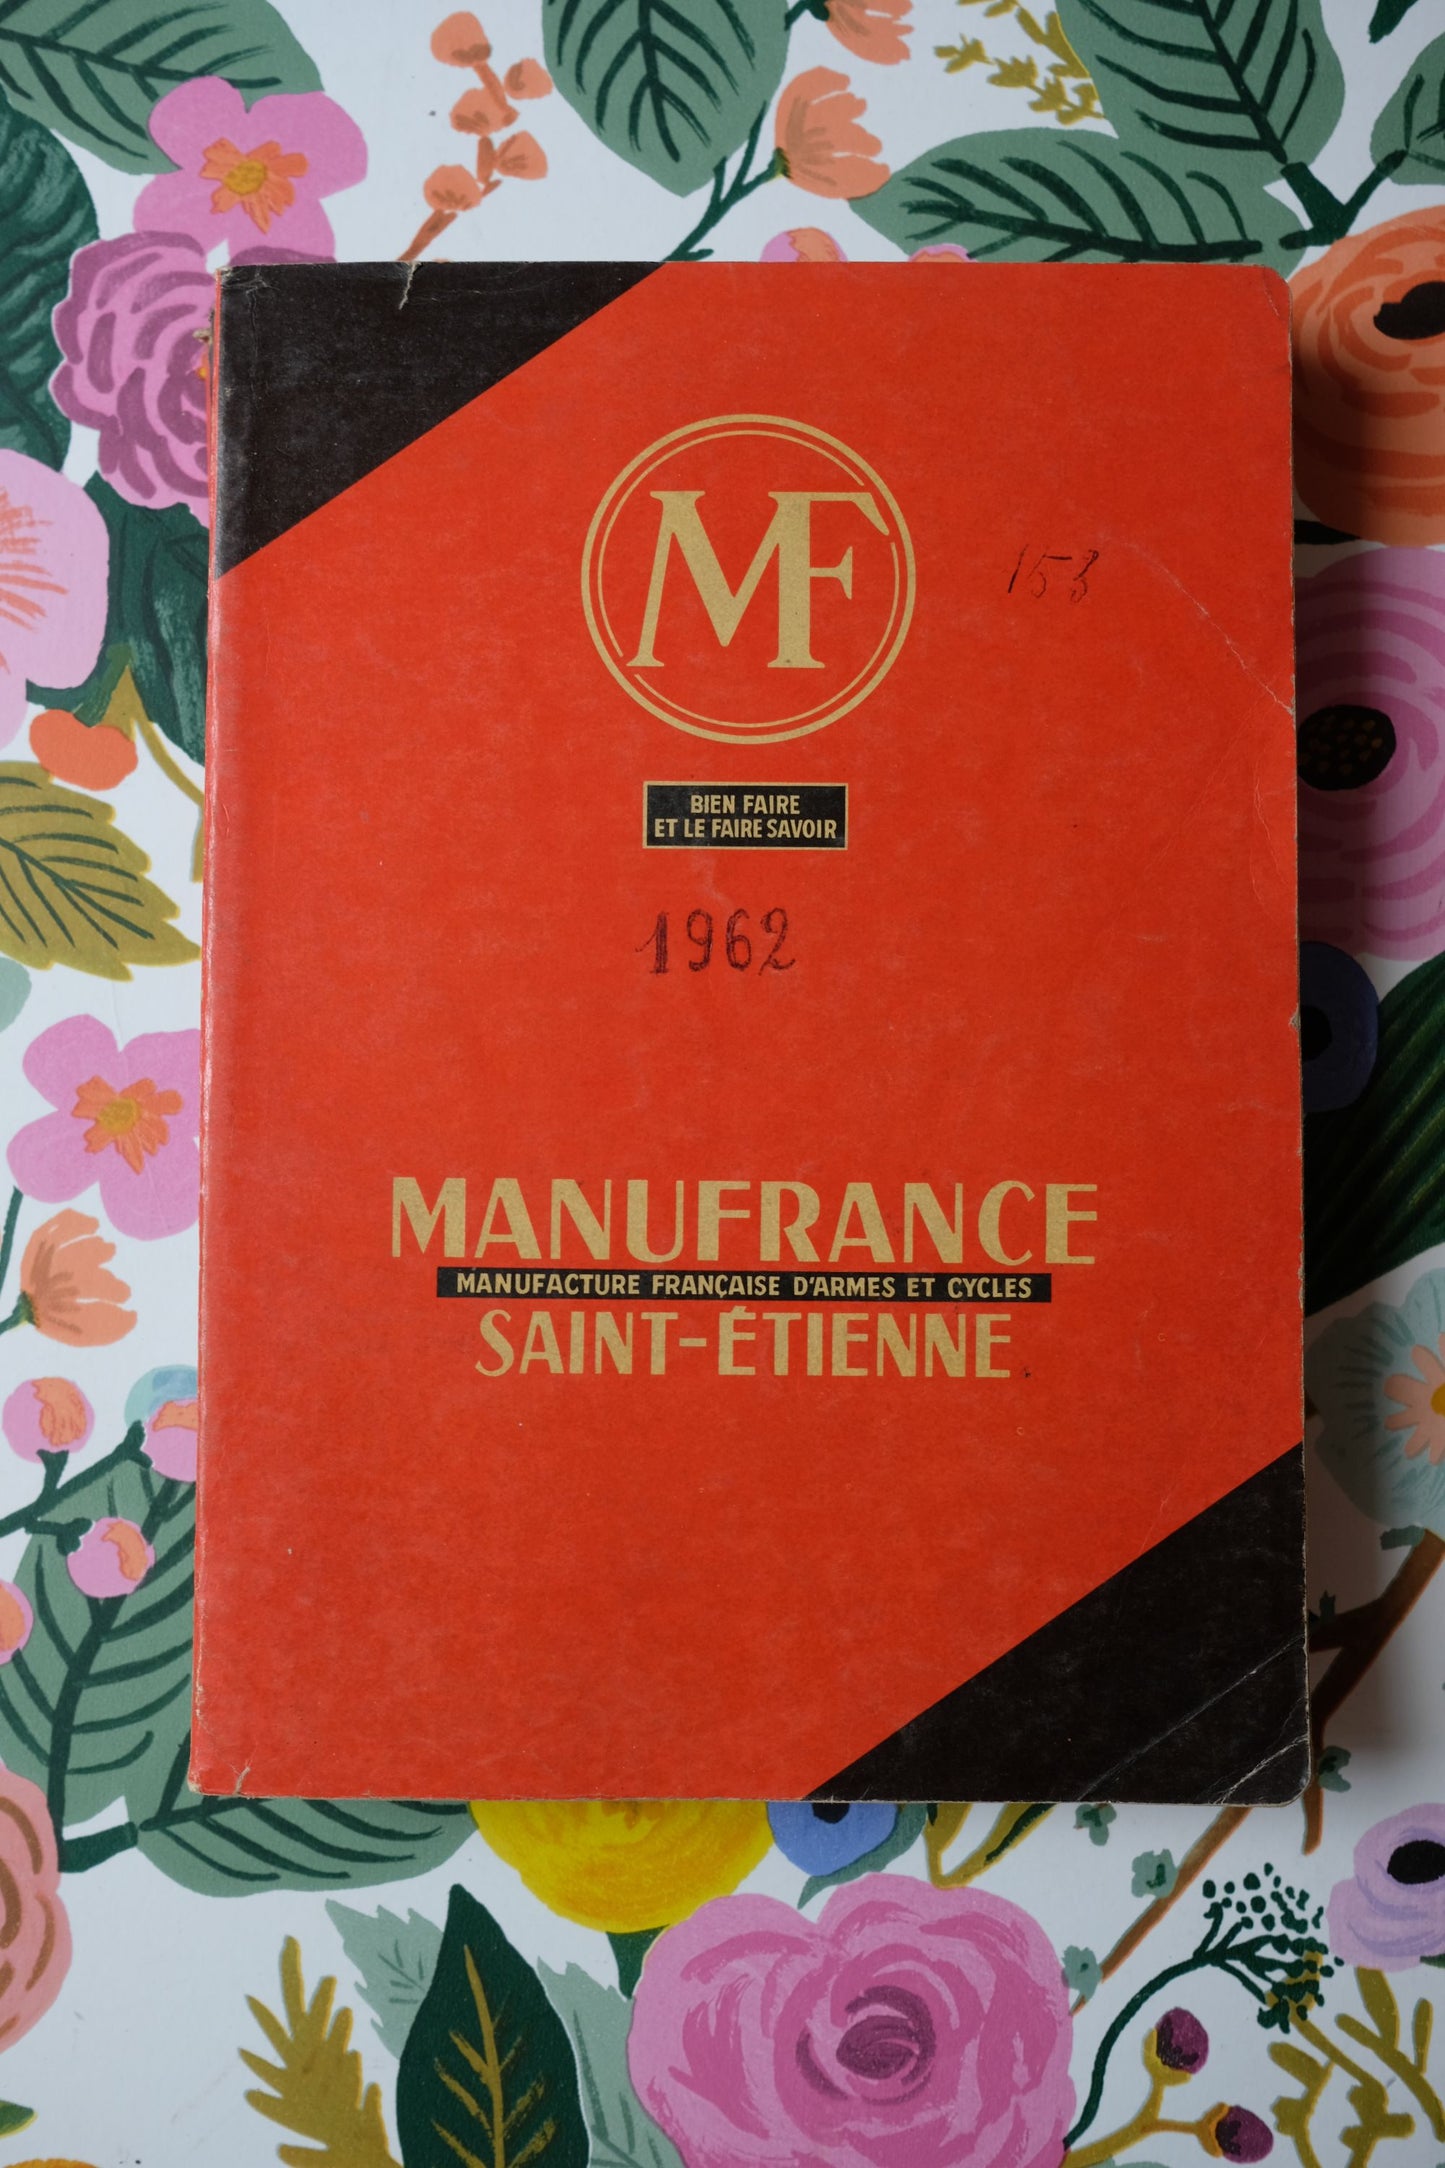 MF
153
BIEN FAIRE
ET LE FAIRE SAVOIR
1962
MANUFRANCE
MANUFACTURE FRANÇAISE D'ARMES ET CYCLES
SAINT-ÉTIENNE